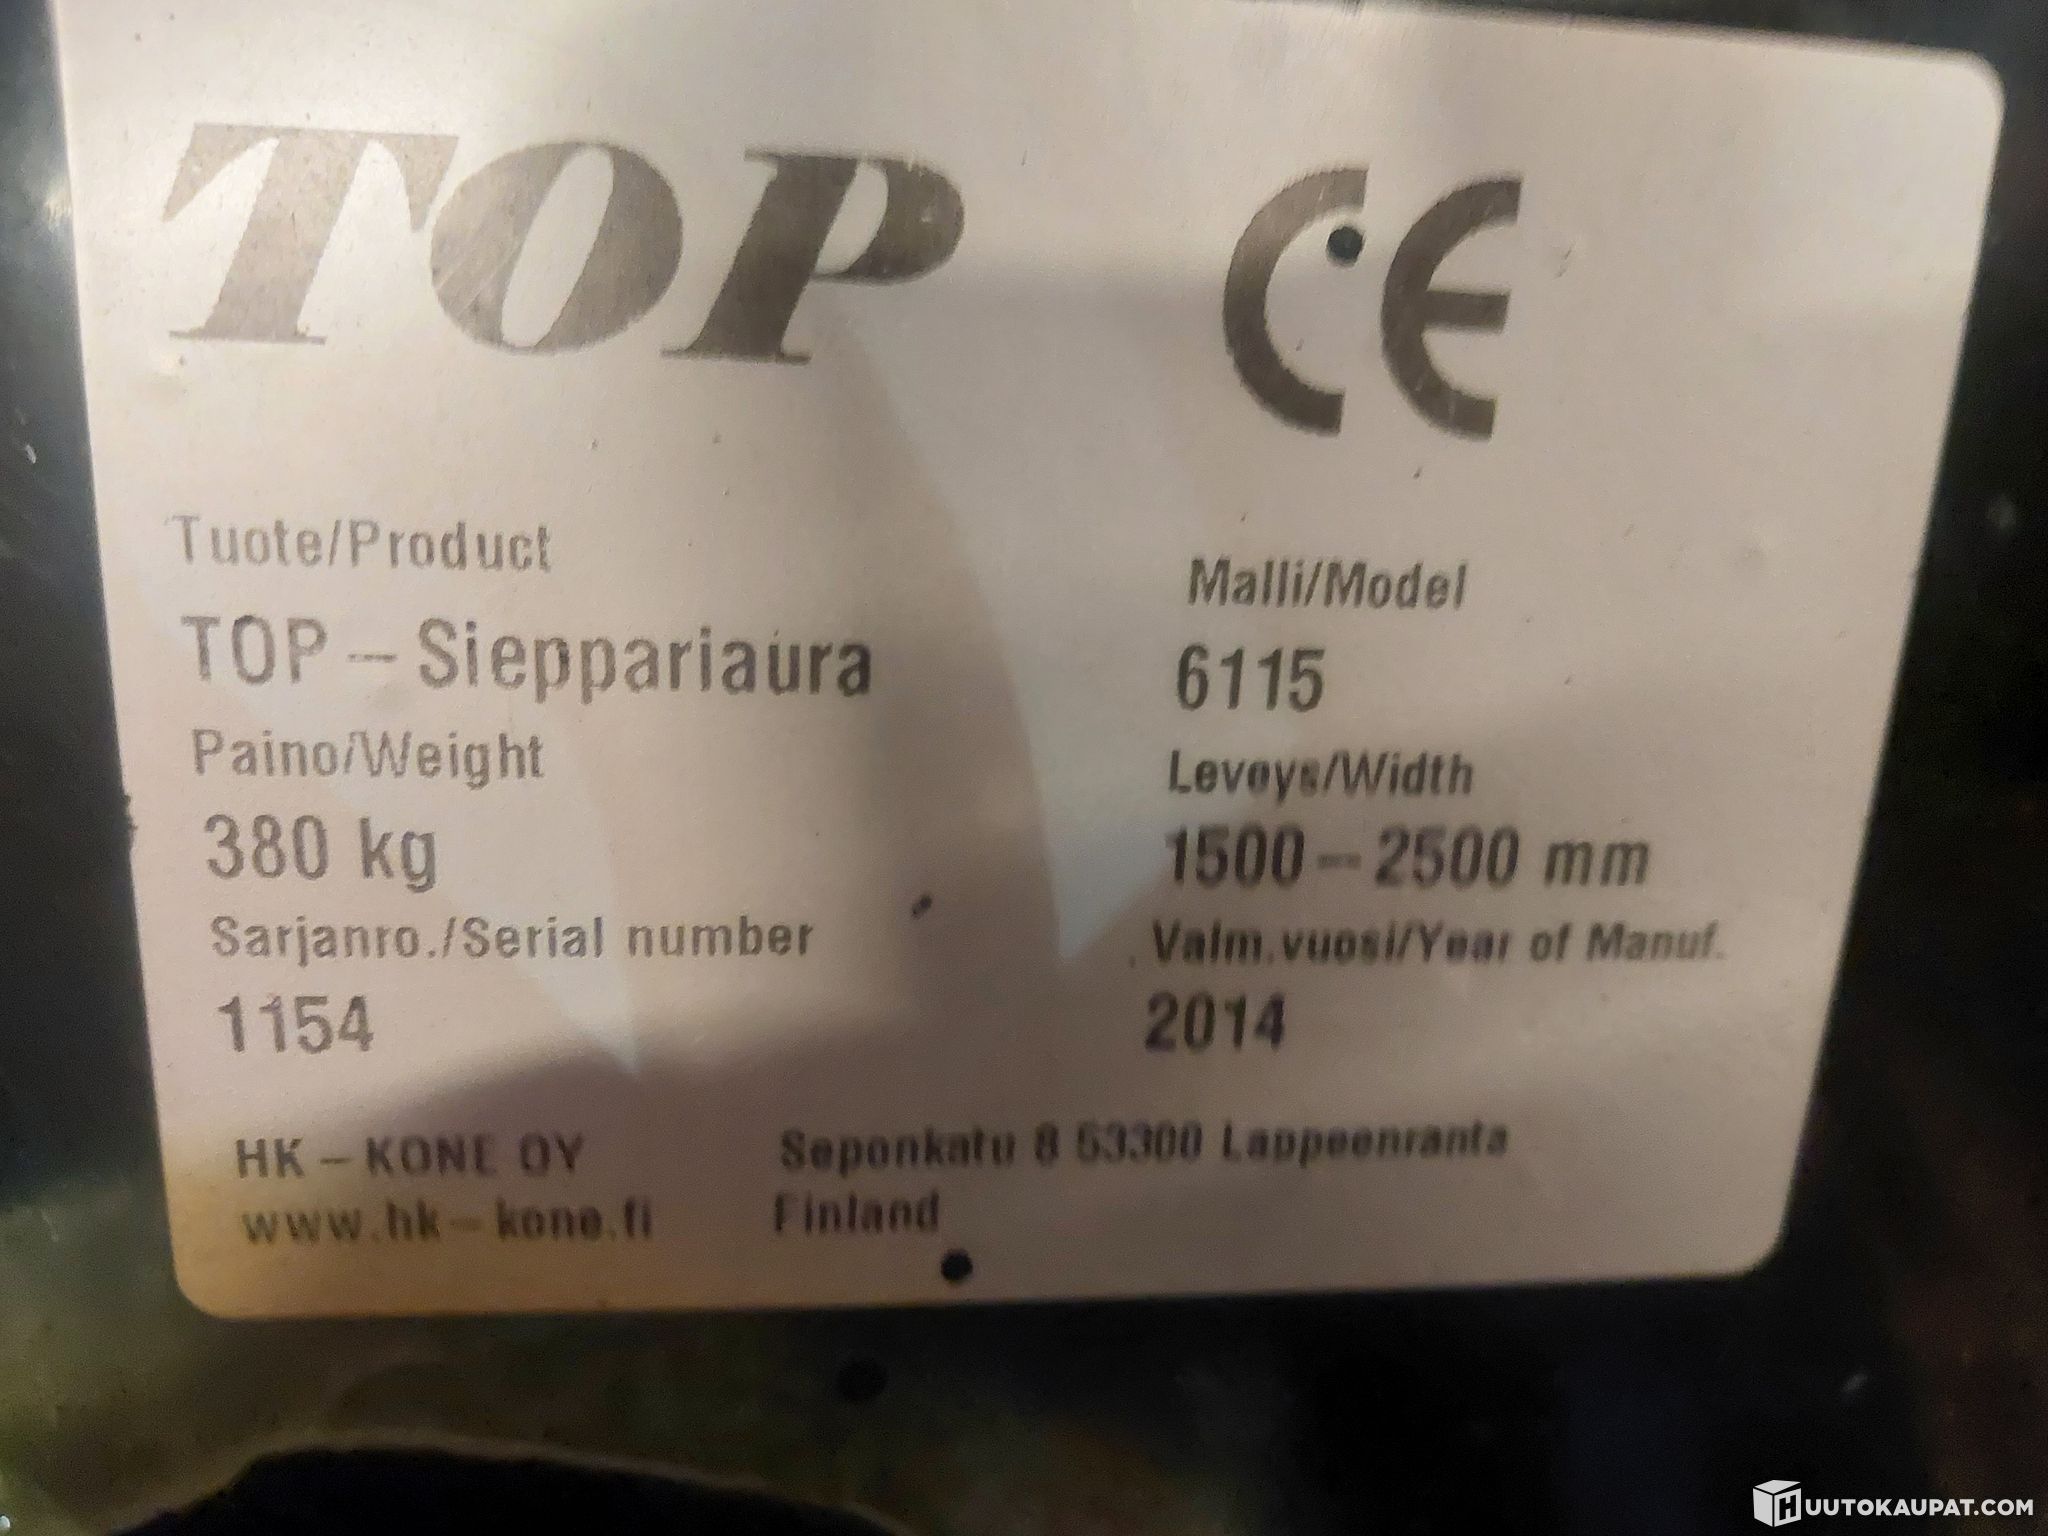 TOP CE
Tuote/Product
Malli/Model
TOP – Sieppariaura
6115
Paino/Weight
Leveys/Width
380 kg
1500 – 2500 mm
Sarjanro./Serial number
Valm.vuosi/Year of Manuf.
1154
2014
HK – KONE OY
Seponkatu 8 53300 Lappeenranta
www.hk – kone.fi
Finland
HUUTOKAUPAT.COM